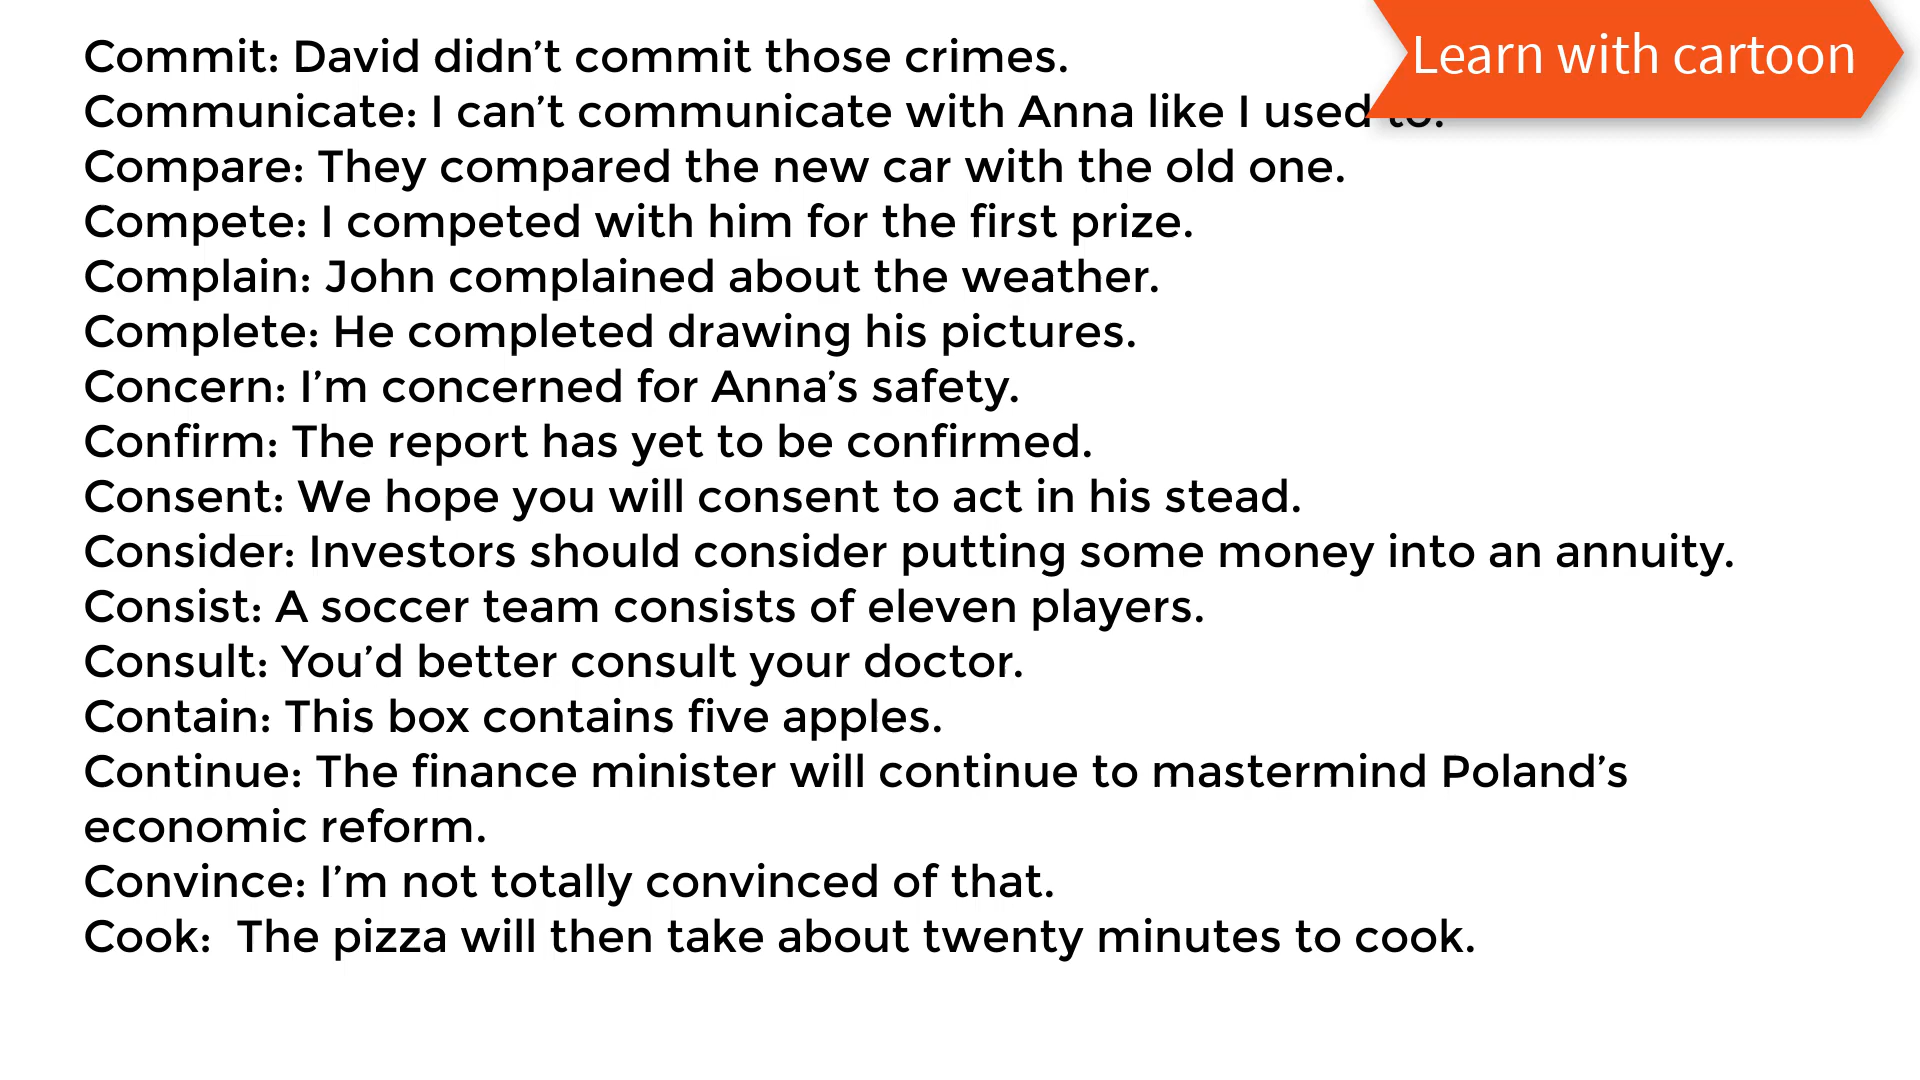 Commit: David didn’t commit those crimes.
Learn with cartoon
Communicate: I can’t communicate with Anna like I used to.
Compare: They compared the new car with the old one.
Compete: I competed with him for the first prize.
Complain: John complained about the weather.
Complete: He completed drawing his pictures.
Concern: I’m concerned for Anna’s safety.
Confirm: The report has yet to be confirmed.
Consent: We hope you will consent to act in his stead.
Consider: Investors should consider putting some money into an annuity.
Consist: A soccer team consists of eleven players.
Consult: You’d better consult your doctor.
Contain: This box contains five apples.
Continue: The finance minister will continue to mastermind Poland’s
economic reform.
Convince: I’m not totally convinced of that.
Cook:  The pizza will then take about twenty minutes to cook.